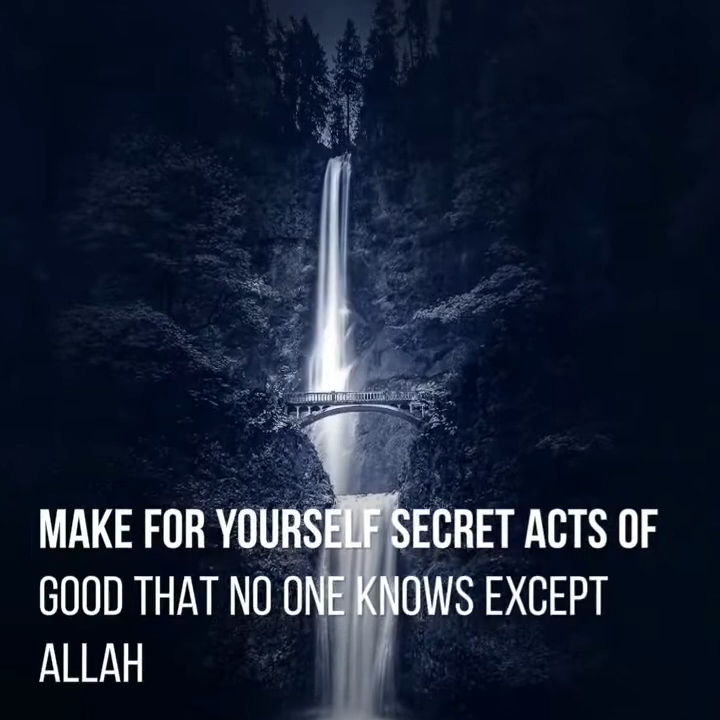 MAKE FOR YOURSELF SECRET ACTS OF
GOOD THAT NO ONE KNOWS EXCEPT
ALLAH